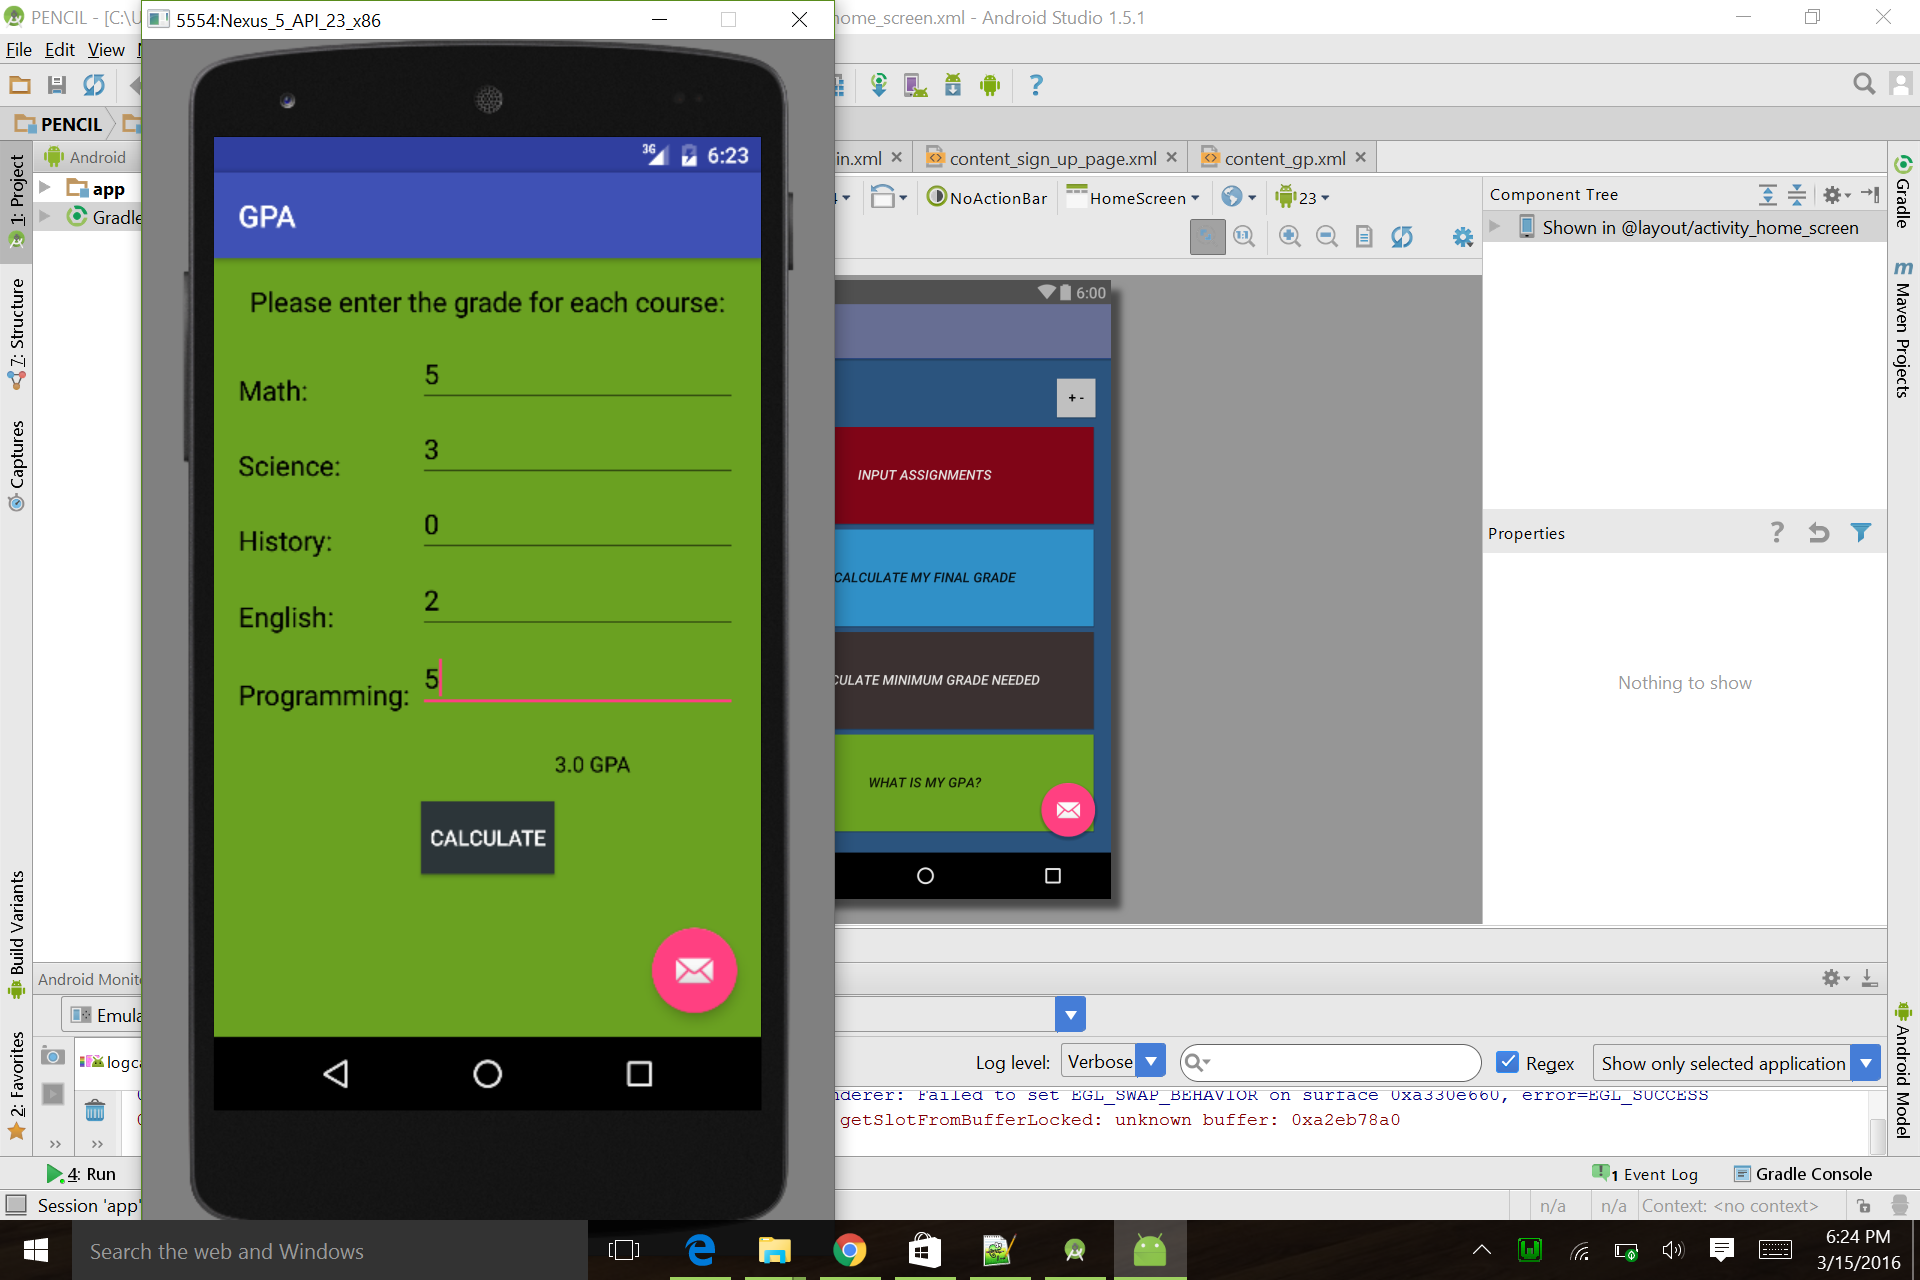 PENCIL - [C:\U
5554:Nexus_5_API_23_x86
home_screen.xml - Android Studio 1.5.1
File Edit View
PENCIL
Android
in.xml
content_sign_up_page.xml
content_gp.xml
app
Gradle
NoActionBar
HomeScreen
23
Component Tree
Shown in @layout/activity_home_screen
1: Project
7: Structure
Captures
Build Variants
2: Favorites
Gradle
m Maven Projects
Android Model
3G 6:23
GPA
Please enter the grade for each course:
Math: 5
Science: 3
History: 0
English: 2
Programming: 5
3.0 GPA
CALCULATE
6:00
+ -
INPUT ASSIGNMENTS
CALCULATE MY FINAL GRADE
CULATE MINIMUM GRADE NEEDED
WHAT IS MY GPA?
Properties
?
Nothing to show
Android Monit
Emula
logca
Log level: Verbose
Regex
Show only selected application
nderer: Failed to set EGL_SWAP_BEHAVIOR on surface 0xa330e660, error=EGL_SUCCESS
getSlotFromBufferLocked: unknown buffer: 0xa2eb78a0
4: Run
1 Event Log
Gradle Console
Session 'app'
n/a
n/a
Context: <no context>
Search the web and Windows
6:24 PM
3/15/2016